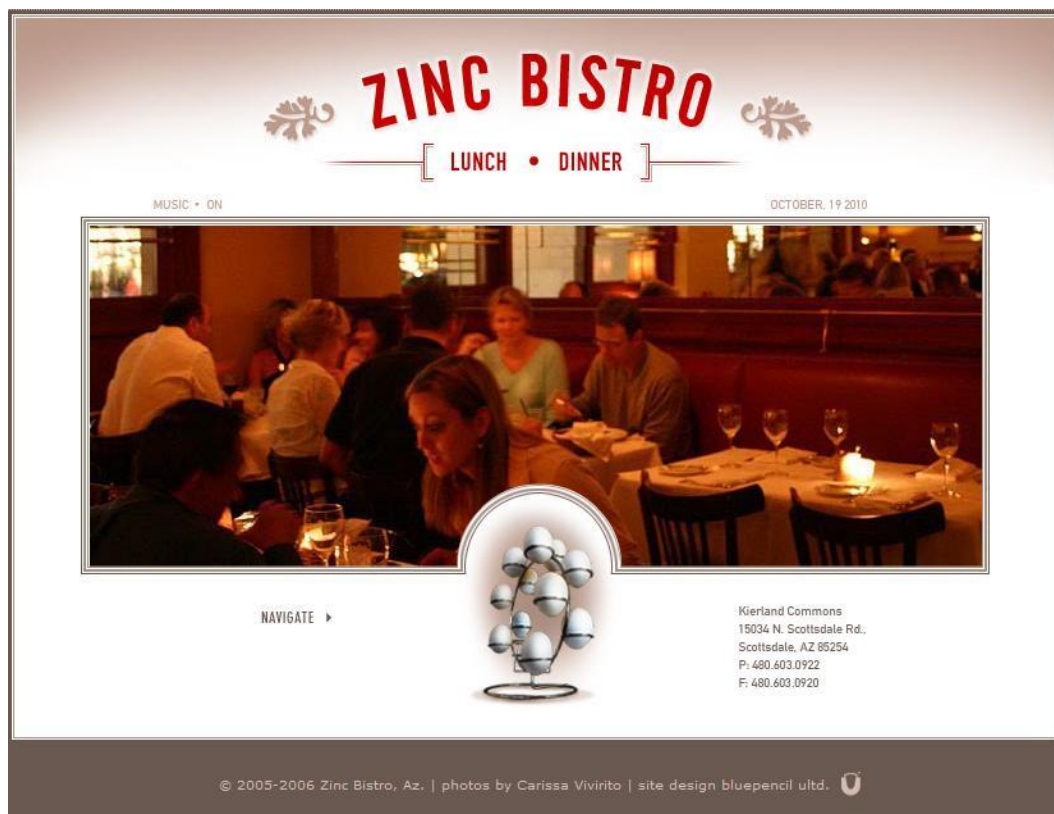 ZINC BISTRO
LUNCH • DINNER
MUSIC • ON
OCTOBER, 19 2010
NAVIGATE
Kierland Commons
15034 N. Scottsdale Rd.,
Scottsdale, AZ 85254
P: 480.603.0922
F: 480.603.0920
© 2005-2006 Zinc Bistro, Az. | photos by Carissa Vivirito | site design bluepencil ultd.